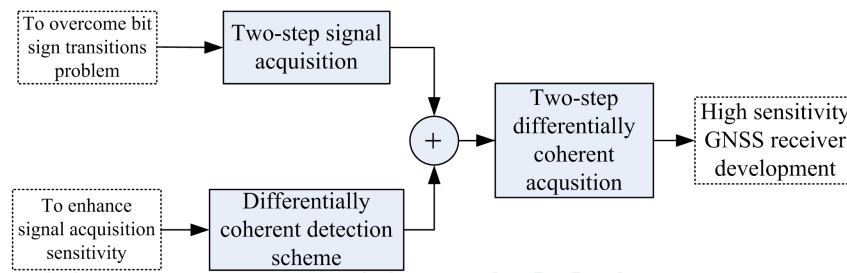 To overcome bit
sign transitions
problem
Two-step signal
acquisition
+
Two-step
differentially
coherent
acqusition
High sensitivity
GNSS receiver
development
To enhance
signal acquisition
sensitivity
Differentially
coherent detection
scheme